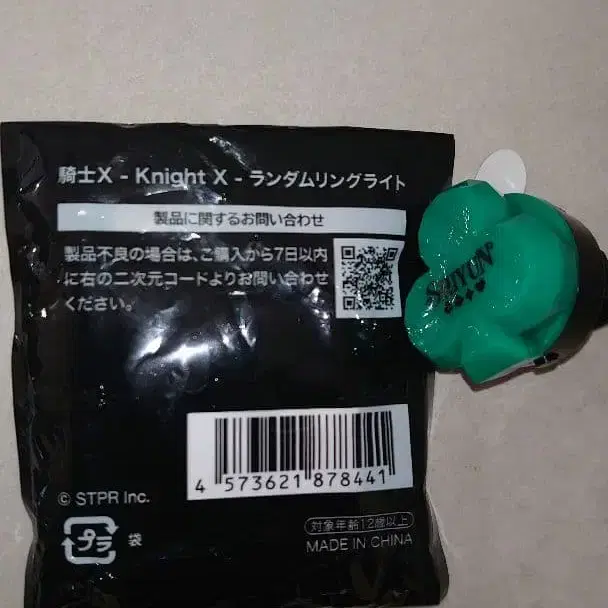 騎士X - Knight X - ランダムリングライト
製品に関するお問い合わせ
製品不良の場合は、ご購入から7日以内
に右の二次元コードよりお問い合わせ
ください。
SHYUN
4 573621 878441
© STPR Inc.
プラ 袋
対象年齢12歳以上
MADE IN CHINA